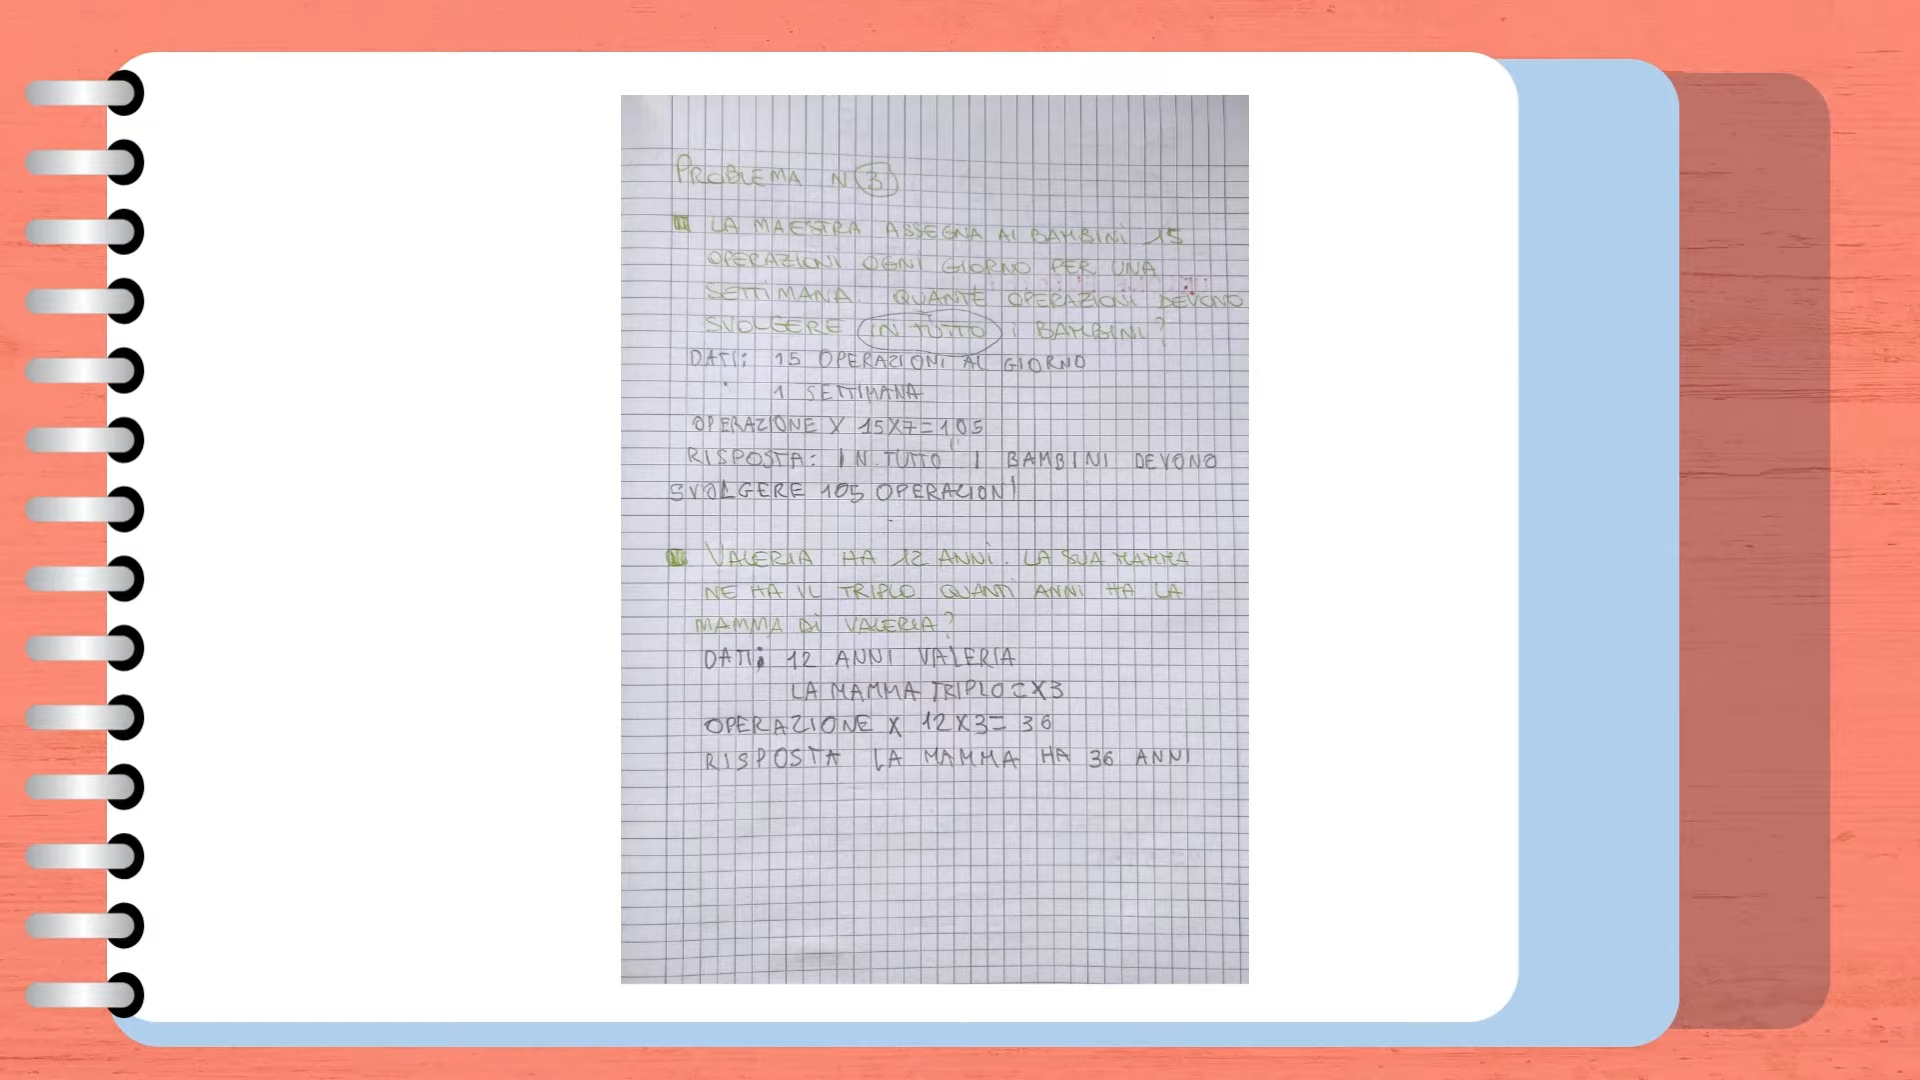 PROBLEMA N 3
LA MAESTRA ASSEGNA AI BAMBINI 15
OPERAZIONI OGNI GIORNO PER UNA
SETTIMANA. QUANTE OPERAZIONI DEVONO
SVOLGERE IN TUTTO I BAMBINI?
DATI: 15 OPERAZIONI AL GIORNO
1 SETTIMANA
OPERAZIONE X 15X7=105
RISPOSTA: IN TUTTO I BAMBINI DEVONO
SVOLGERE 105 OPERAZIONI
VALERIA HA 12 ANNI. LA SUA MAMMA
NE HA IL TRIPLO QUANTI ANNI HA LA
MAMMA DI VALERIA?
DATI: 12 ANNI VALERIA
LA MAMMA TRIPLO=X3
OPERAZIONE X 12X3= 36
RISPOSTA LA MAMMA HA 36 ANNI